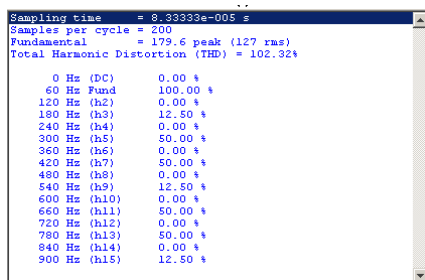 Sampling time = 8.33333e-005 s
Samples per cycle = 200
Fundamental = 179.6 peak (127 rms)
Total Harmonic Distortion (THD) = 102.32%
0 Hz (DC) 0.00 %
60 Hz Fund 100.00 %
120 Hz (h2) 0.00 %
180 Hz (h3) 12.50 %
240 Hz (h4) 0.00 %
300 Hz (h5) 50.00 %
360 Hz (h6) 0.00 %
420 Hz (h7) 50.00 %
480 Hz (h8) 0.00 %
540 Hz (h9) 12.50 %
600 Hz (h10) 0.00 %
660 Hz (h11) 50.00 %
720 Hz (h12) 0.00 %
780 Hz (h13) 50.00 %
840 Hz (h14) 0.00 %
900 Hz (h15) 12.50 %